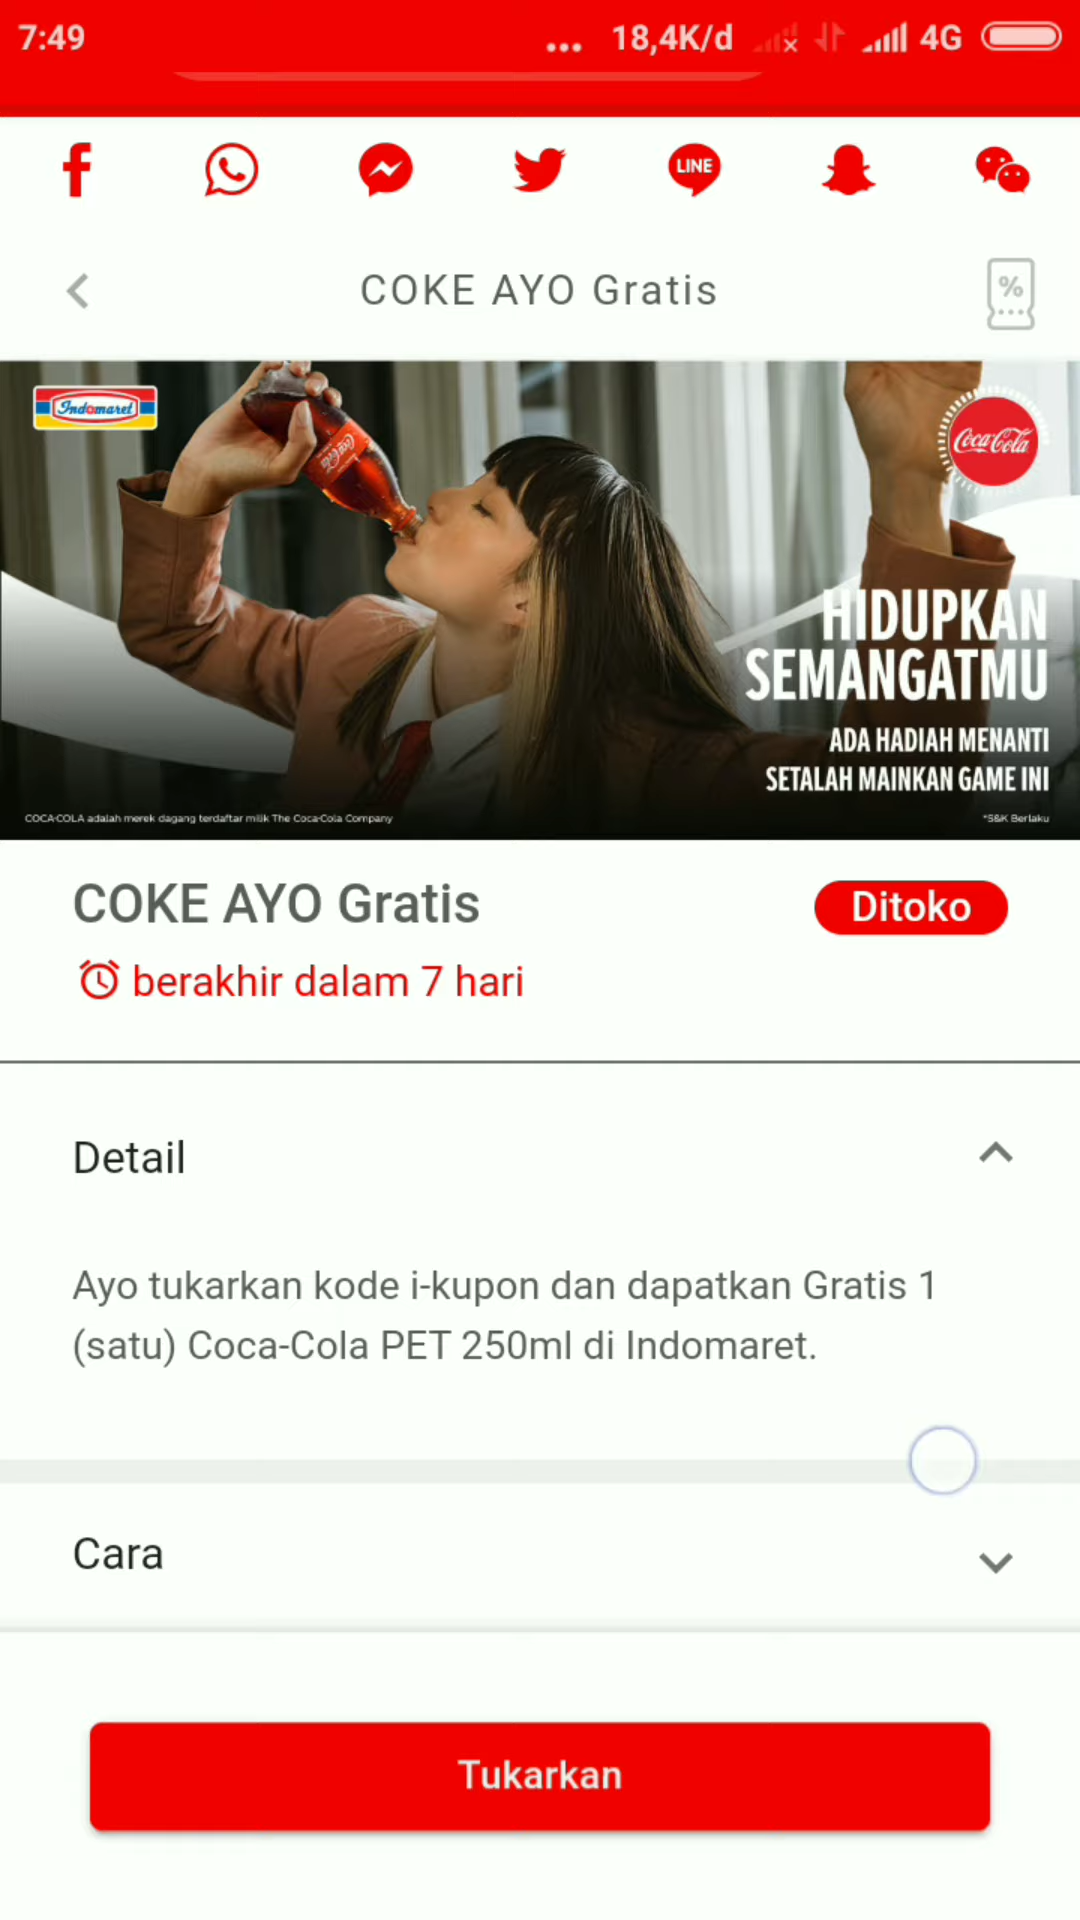 7:49
... 18,4K/d 4G
LINE
COKE AYO Gratis
%
Indomaret
Coca-Cola
Coca-Cola
HIDUPKAN
SEMANGATMU
ADA HADIAH MENANTI
SETALAH MAINKAN GAME INI
COCA-COLA adalah merek dagang terdaftar milik The Coca-Cola Company
*S&K Berlaku
COKE AYO Gratis
Ditoko
berakhir dalam 7 hari
Detail
Ayo tukarkan kode i-kupon dan dapatkan Gratis 1
(satu) Coca-Cola PET 250ml di Indomaret.
Cara
Tukarkan